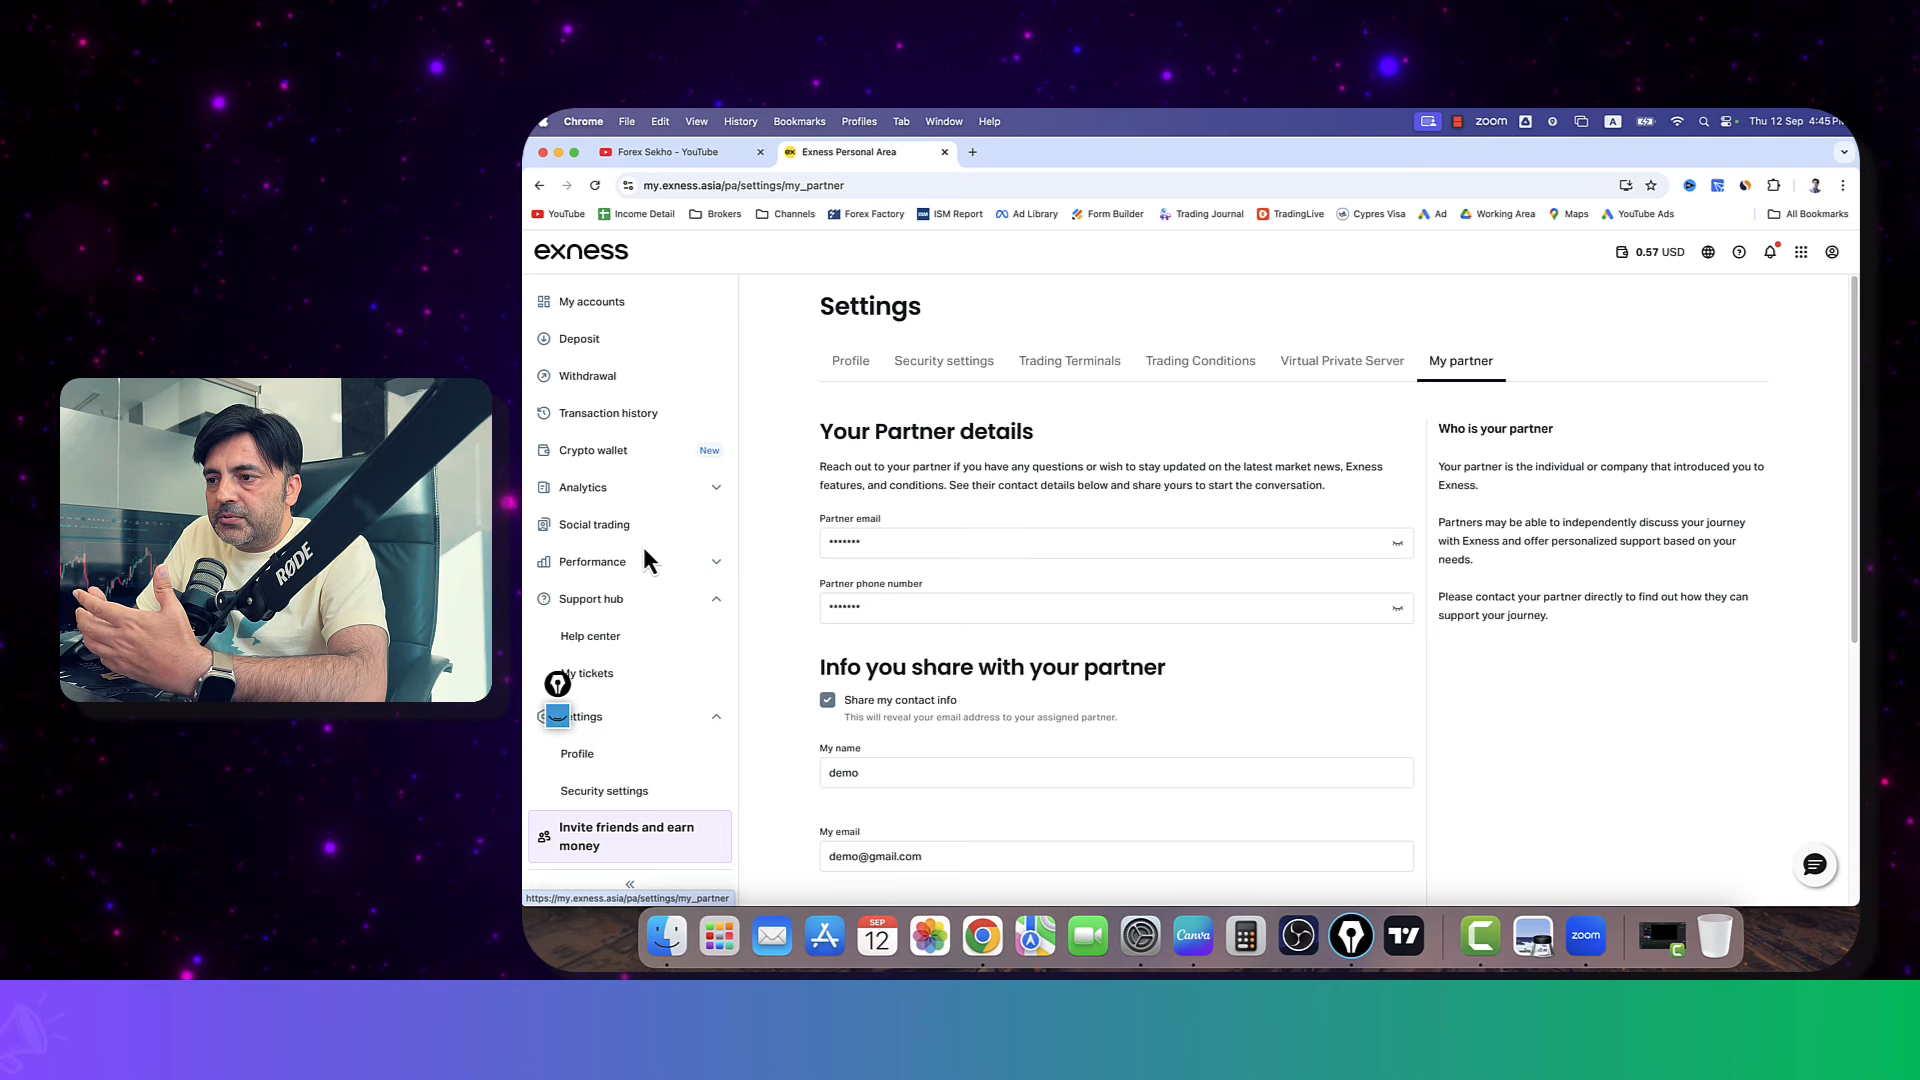 Chrome File Edit View History Bookmarks Profiles Tab Window Help
zoom A Thu 12 Sep 4:45
Forex Sekho - YouTube
Exness Personal Area
my.exness.asia/pa/settings/my_partner
YouTube Income Detail Brokers Channels Forex Factory ISM Report Ad Library Form Builder Trading Journal TradingLive Cypres Visa Ad Working Area Maps YouTube Ads All Bookmarks
exness
0.57 USD
My accounts
Deposit
Withdrawal
Transaction history
Crypto wallet New
Analytics
Social trading
Performance
Support hub
Help center
My tickets
ettings
Profile
Security settings
Invite friends and earn
money
https://my.exness.asia/pa/settings/my_partner
Settings
Profile Security settings Trading Terminals Trading Conditions Virtual Private Server My partner
Your Partner details
Reach out to your partner if you have any questions or wish to stay updated on the latest market news, Exness
features, and conditions. See their contact details below and share yours to start the conversation.
Partner email
*******
Partner phone number
*******
Info you share with your partner
Share my contact info
This will reveal your email address to your assigned partner.
My name
demo
My email
demo@gmail.com
Who is your partner
Your partner is the individual or company that introduced you to
Exness.
Partners may be able to independently discuss your journey
with Exness and offer personalized support based on your
needs.
Please contact your partner directly to find out how they can
support your journey.
RØDE
SEP
12
Canva
zoom